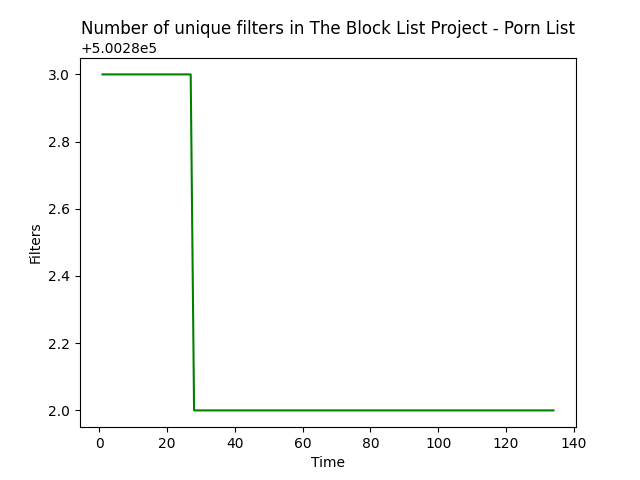 Number of unique filters in The Block List Project - Porn List
+5.0028e5
3.0
2.8
2.6
2.4
2.2
2.0
Filters
0 20 40 60 80 100 120 140
Time